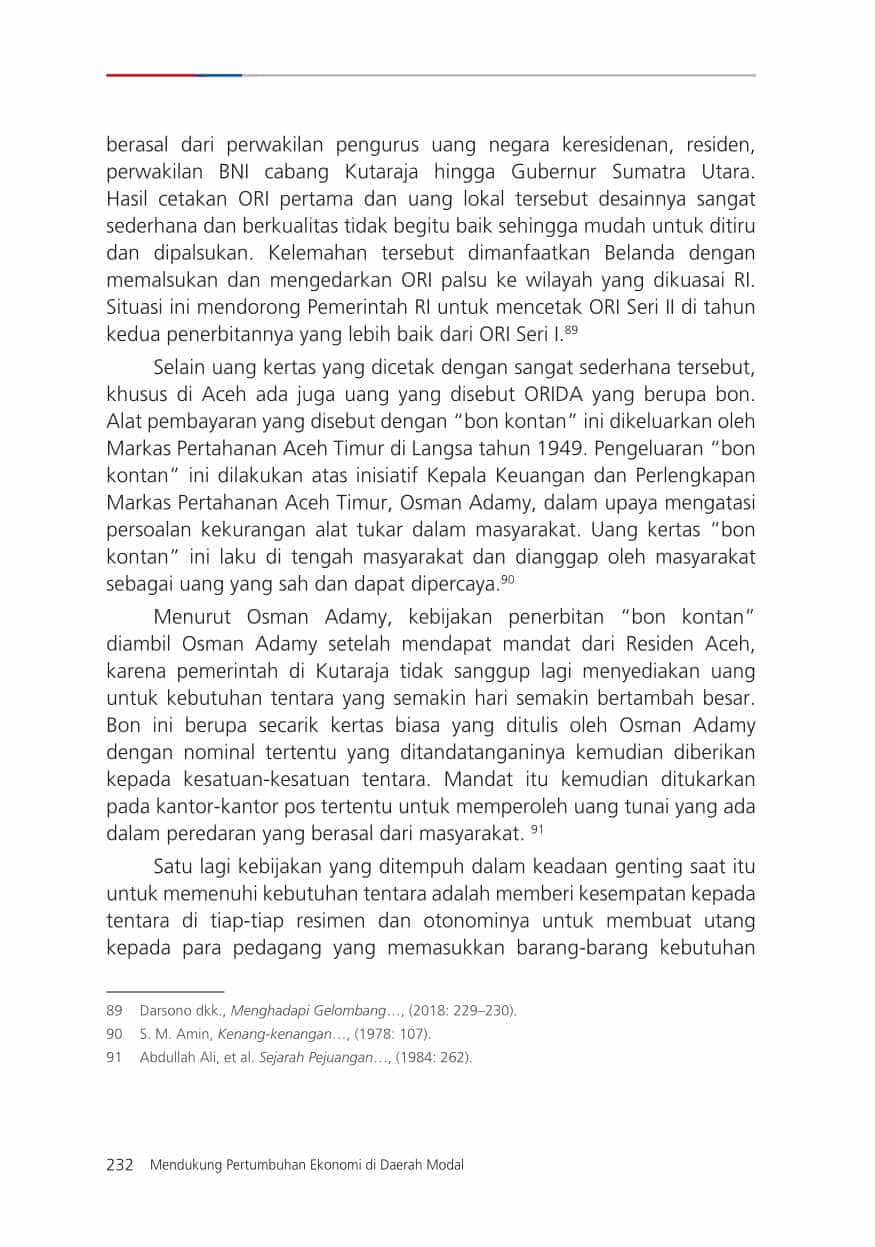 berasal dari perwakilan pengurus uang negara keresidenan, residen,
perwakilan BNI cabang Kutaraja hingga Gubernur Sumatra Utara.
Hasil cetakan ORI pertama dan uang lokal tersebut desainnya sangat
sederhana dan berkualitas tidak begitu baik sehingga mudah untuk ditiru
dan dipalsukan. Kelemahan tersebut dimanfaatkan Belanda dengan
memalsukan dan mengedarkan ORI palsu ke wilayah yang dikuasai RI.
Situasi ini mendorong Pemerintah RI untuk mencetak ORI Seri II di tahun
kedua penerbitannya yang lebih baik dari ORI Seri I.89
Selain uang kertas yang dicetak dengan sangat sederhana tersebut,
khusus di Aceh ada juga uang yang disebut ORIDA yang berupa bon.
Alat pembayaran yang disebut dengan “bon kontan” ini dikeluarkan oleh
Markas Pertahanan Aceh Timur di Langsa tahun 1949. Pengeluaran “bon
kontan” ini dilakukan atas inisiatif Kepala Keuangan dan Perlengkapan
Markas Pertahanan Aceh Timur, Osman Adamy, dalam upaya mengatasi
persoalan kekurangan alat tukar dalam masyarakat. Uang kertas “bon
kontan” ini laku di tengah masyarakat dan dianggap oleh masyarakat
sebagai uang yang sah dan dapat dipercaya.90
Menurut Osman Adamy, kebijakan penerbitan “bon kontan”
diambil Osman Adamy setelah mendapat mandat dari Residen Aceh,
karena pemerintah di Kutaraja tidak sanggup lagi menyediakan uang
untuk kebutuhan tentara yang semakin hari semakin bertambah besar.
Bon ini berupa secarik kertas biasa yang ditulis oleh Osman Adamy
dengan nominal tertentu yang ditandatanganinya kemudian diberikan
kepada kesatuan-kesatuan tentara. Mandat itu kemudian ditukarkan
pada kantor-kantor pos tertentu untuk memperoleh uang tunai yang ada
dalam peredaran yang berasal dari masyarakat. 91
Satu lagi kebijakan yang ditempuh dalam keadaan genting saat itu
untuk memenuhi kebutuhan tentara adalah memberi kesempatan kepada
tentara di tiap-tiap resimen dan otonominya untuk membuat utang
kepada para pedagang yang memasukkan barang-barang kebutuhan
89 Darsono dkk., Menghadapi Gelombang…, (2018: 229–230).
90 S. M. Amin, Kenang-kenangan…, (1978: 107).
91 Abdullah Ali, et al. Sejarah Pejuangan…, (1984: 262).
232 Mendukung Pertumbuhan Ekonomi di Daerah Modal